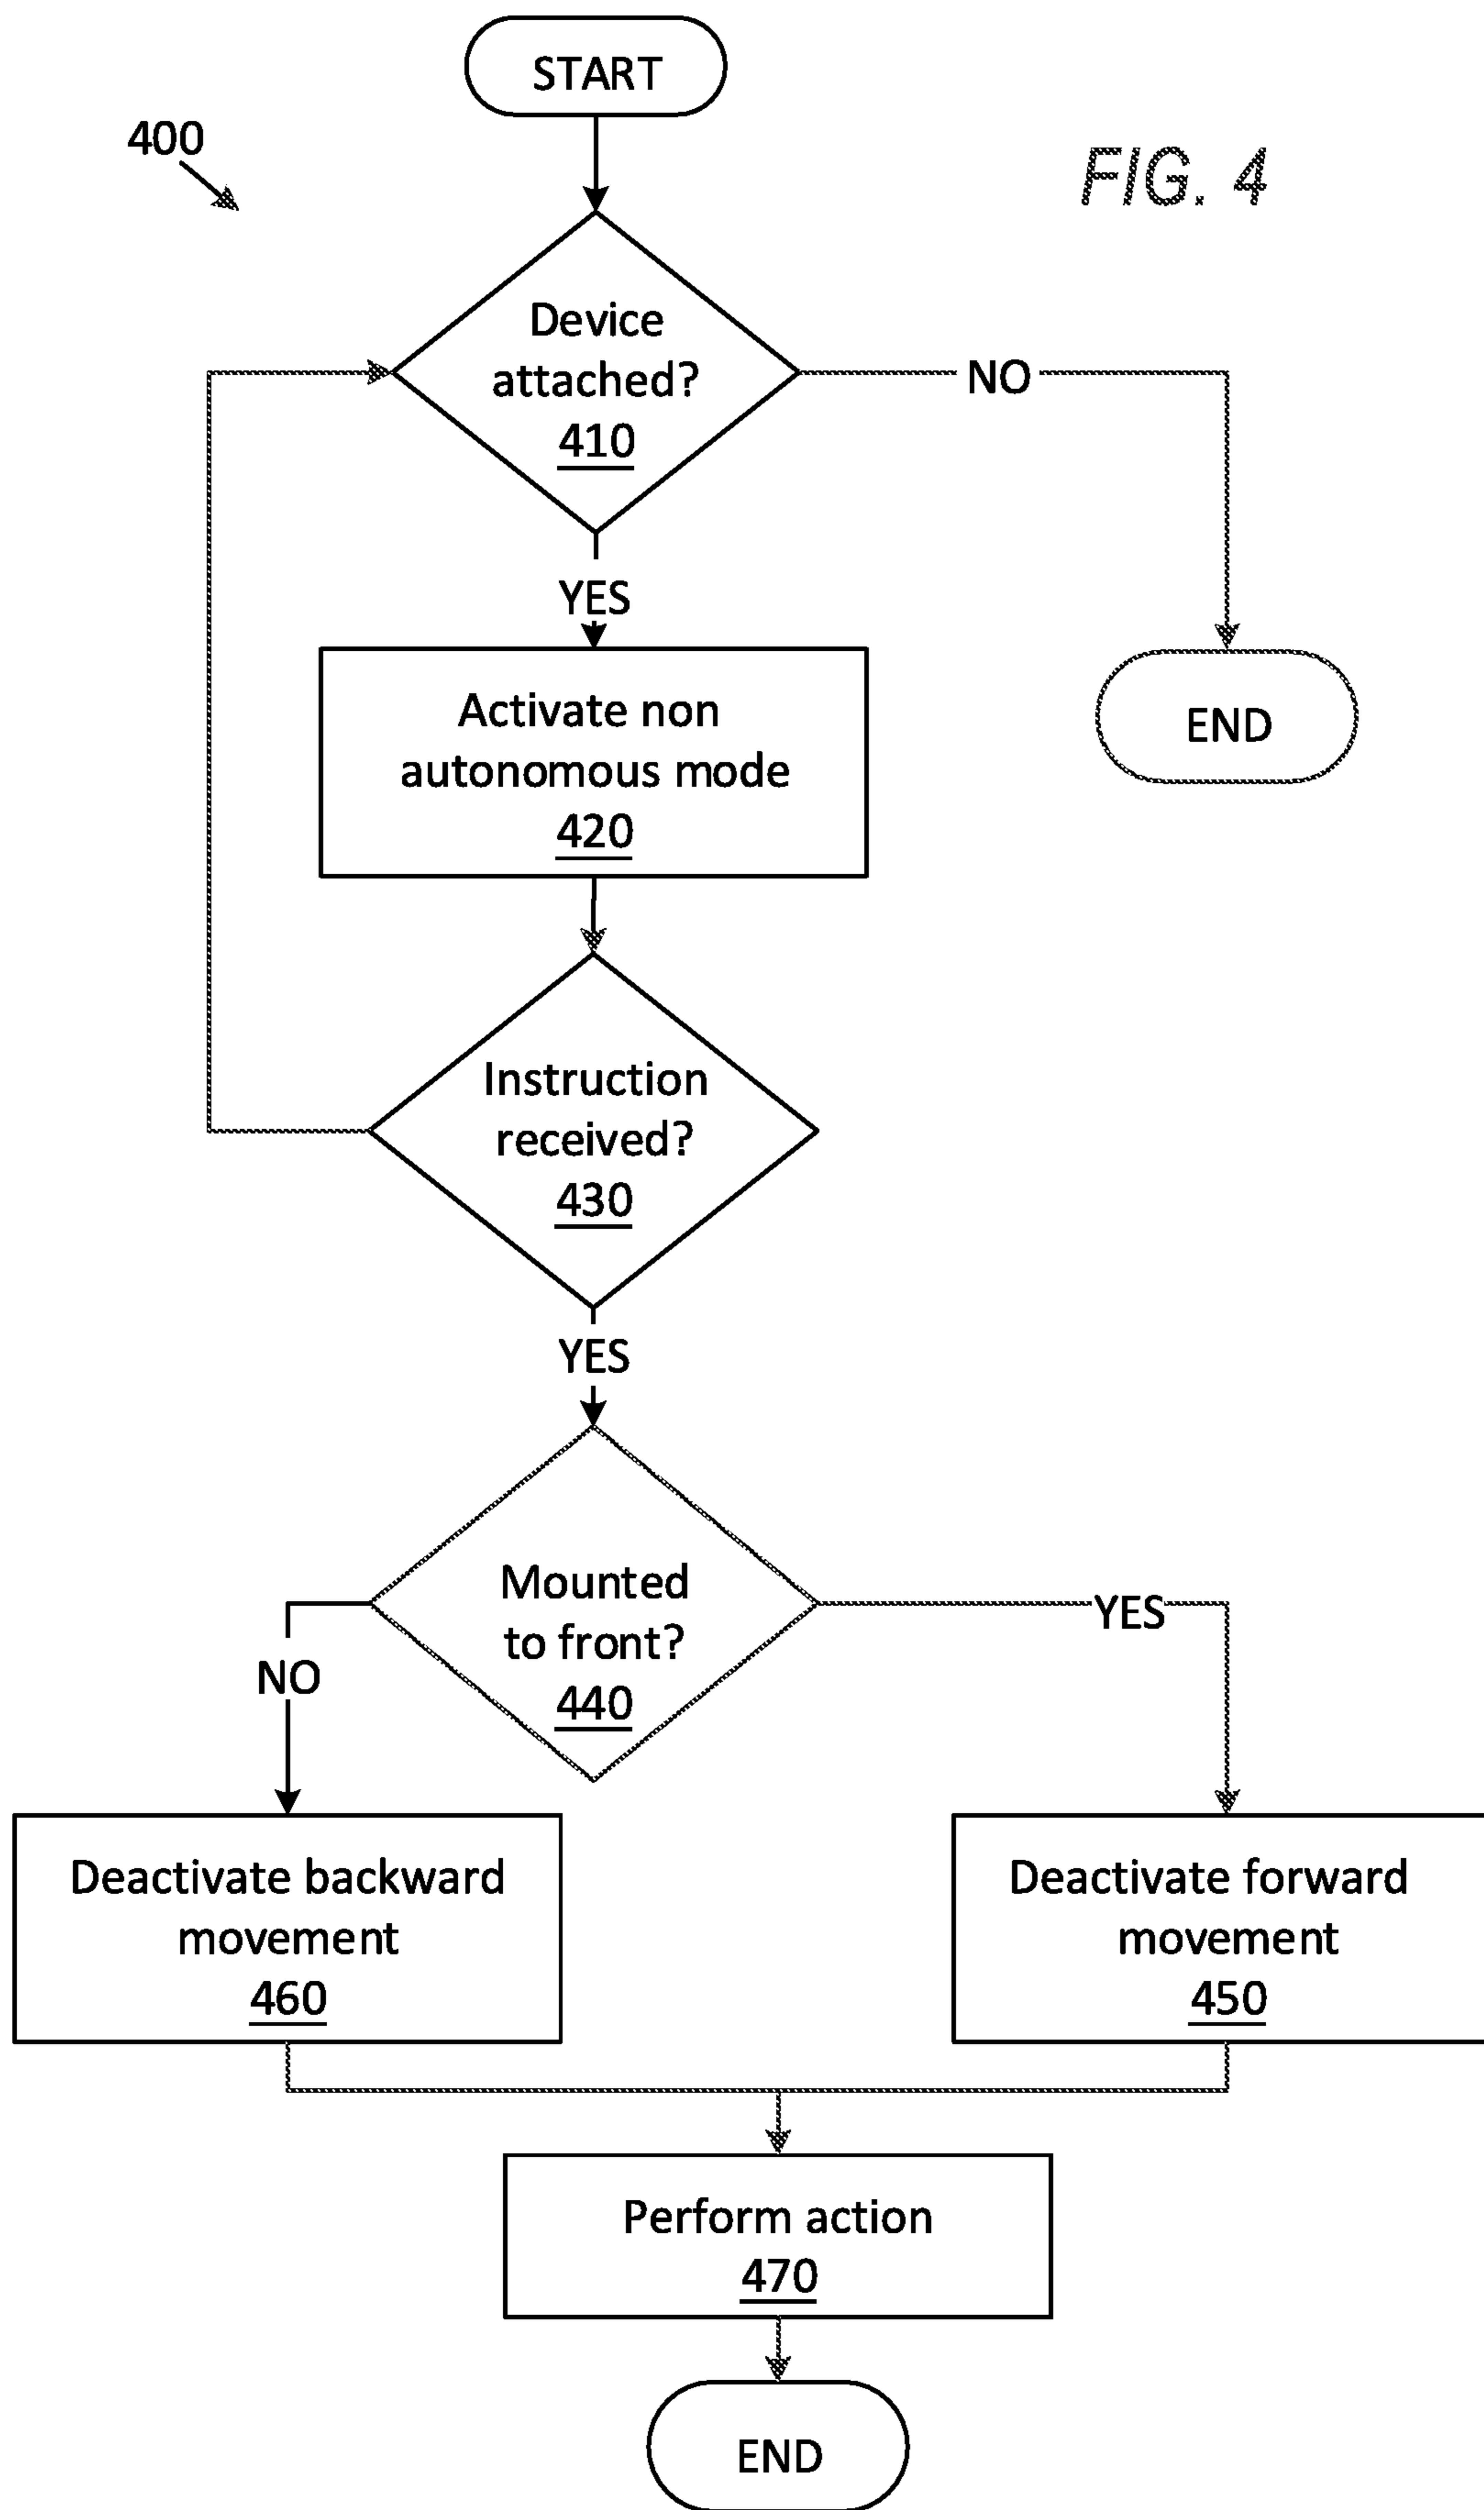 START
400
FIG. 4
Device
attached?
410
NO
YES
Activate non
autonomous mode
420
END
Instruction
received?
430
YES
Mounted
to front?
440
YES
NO
Deactivate backward
movement
460
Deactivate forward
movement
450
Perform action
470
END